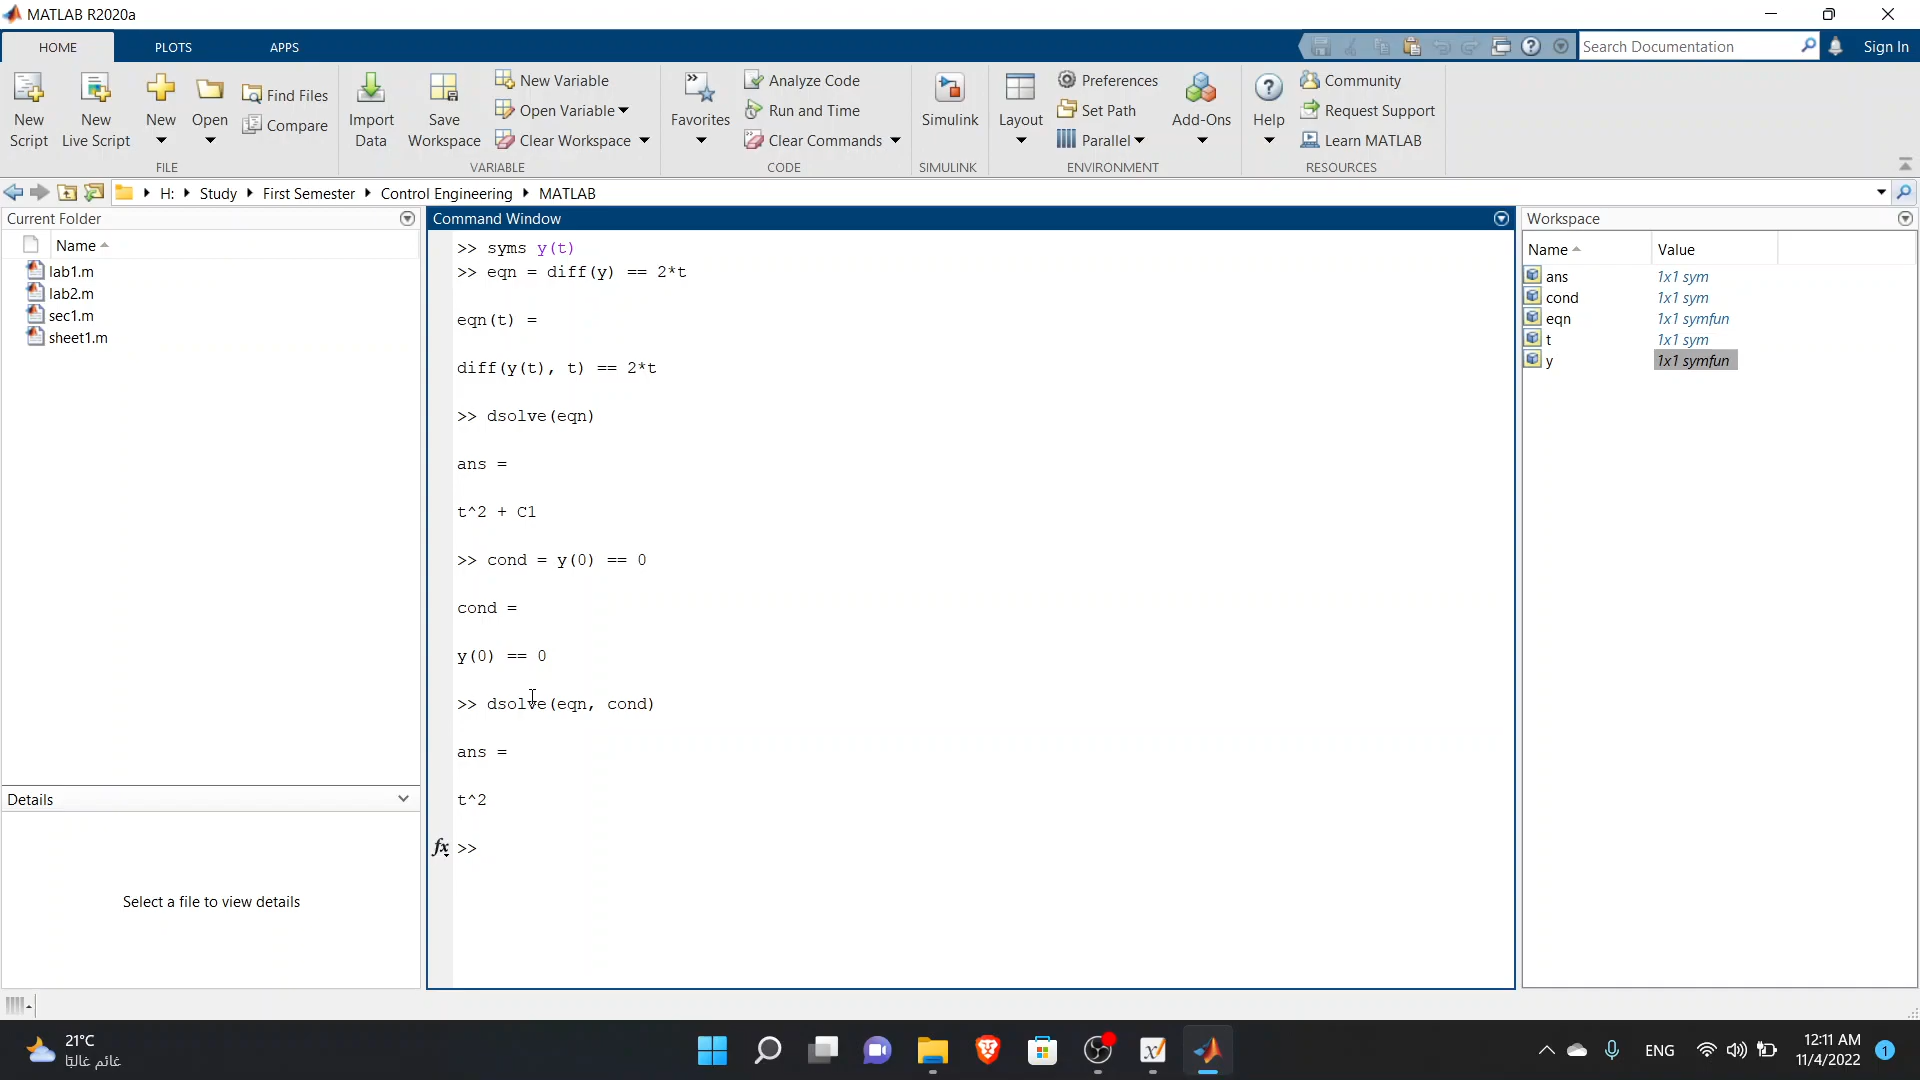 MATLAB R2020a
HOME PLOTS APPS
Search Documentation
Sign In
New Script
New Live Script
New
Open
Find Files
Compare
FILE
Import Data
Save Workspace
New Variable
Open Variable
Clear Workspace
VARIABLE
Favorites
Analyze Code
Run and Time
Clear Commands
CODE
Simulink
SIMULINK
Layout
Preferences
Set Path
Parallel
Add-Ons
ENVIRONMENT
Help
Community
Request Support
Learn MATLAB
RESOURCES
H: Study First Semester Control Engineering MATLAB
Current Folder
Name
lab1.m
lab2.m
sec1.m
sheet1.m
Details
Select a file to view details
Command Window
>> syms y(t)
>> eqn = diff(y) == 2*t
eqn(t) =
diff(y(t), t) == 2*t
>> dsolve(eqn)
ans =
t^2 + C1
>> cond = y(0) == 0
cond =
y(0) == 0
>> dsolve(eqn, cond)
ans =
t^2
fx >>
Workspace
Name Value
ans 1x1 sym
cond 1x1 sym
eqn 1x1 symfun
t 1x1 sym
y 1x1 symfun
21°C
غائم غالبًا
ENG
12:11 AM
11/4/2022
1